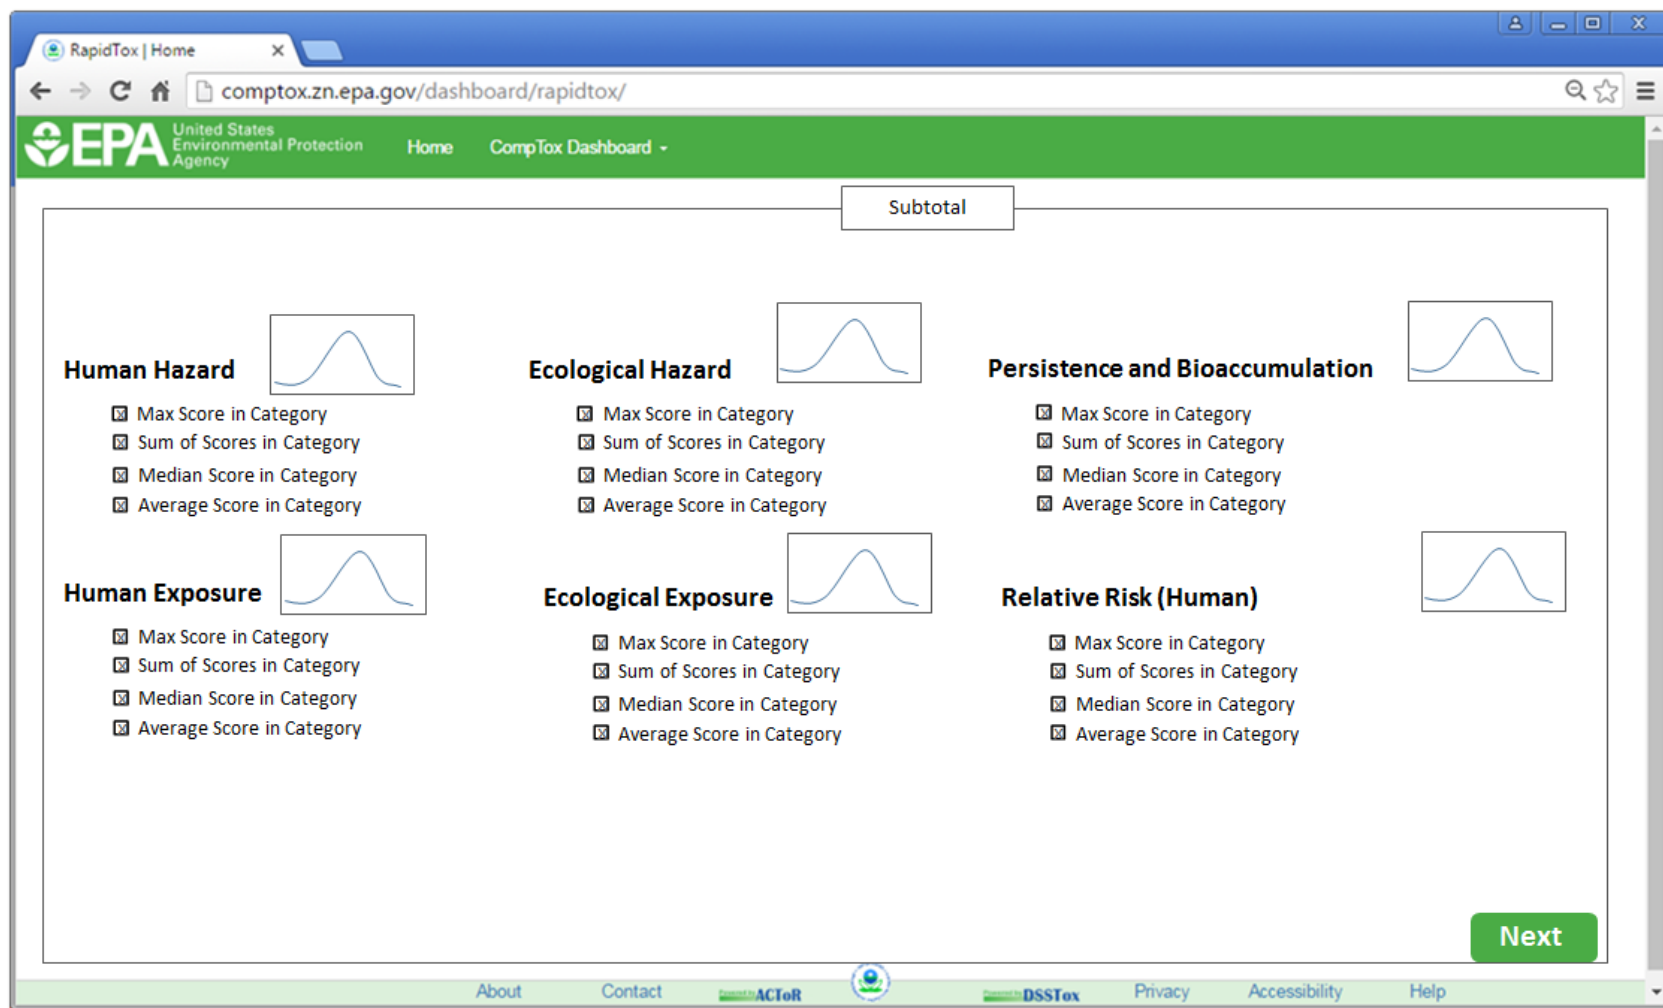 RapidTox | Home
comptox.zn.epa.gov/dashboard/rapidtox/
EPA
United States
Environmental Protection
Agency
Home
CompTox Dashboard
Subtotal
Human Hazard
Max Score in Category
Sum of Scores in Category
Median Score in Category
Average Score in Category
Ecological Hazard
Max Score in Category
Sum of Scores in Category
Median Score in Category
Average Score in Category
Persistence and Bioaccumulation
Max Score in Category
Sum of Scores in Category
Median Score in Category
Average Score in Category
Human Exposure
Max Score in Category
Sum of Scores in Category
Median Score in Category
Average Score in Category
Ecological Exposure
Max Score in Category
Sum of Scores in Category
Median Score in Category
Average Score in Category
Relative Risk (Human)
Max Score in Category
Sum of Scores in Category
Median Score in Category
Average Score in Category
Next
About
Contact
ACToR
DSSTox
Privacy
Accessibility
Help